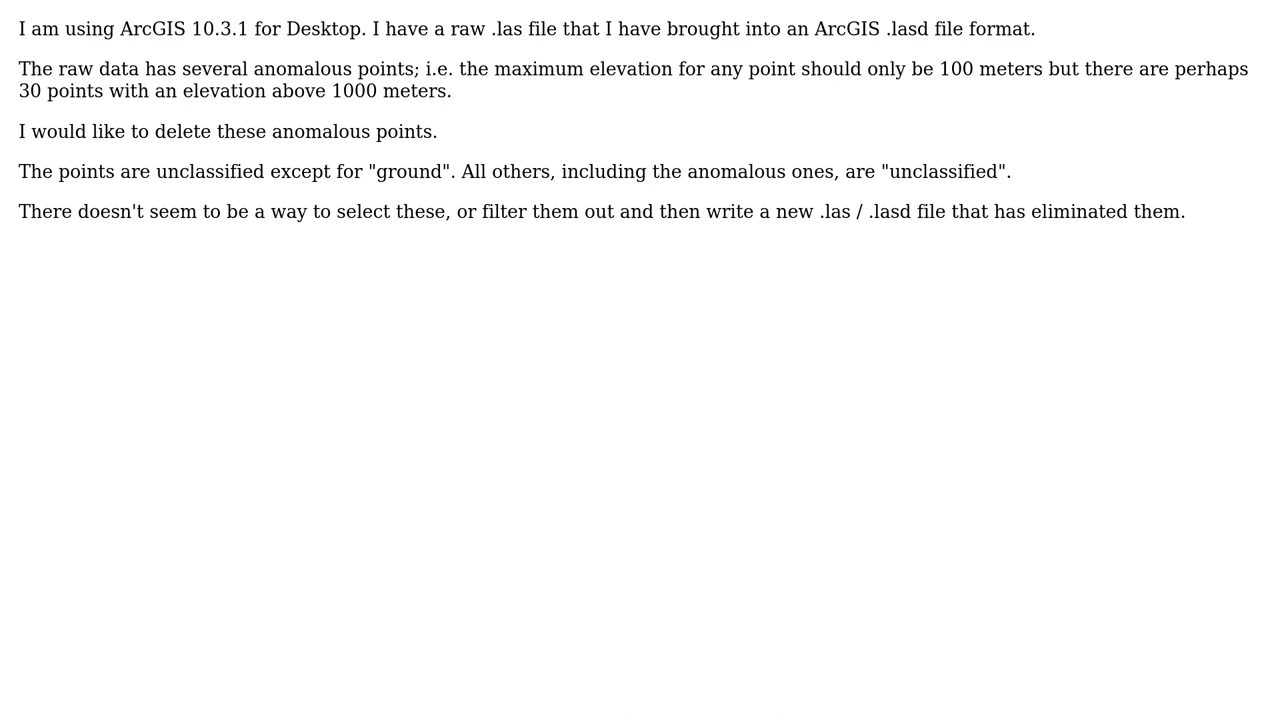 I am using ArcGIS 10.3.1 for Desktop. I have a raw .las file that I have brought into an ArcGIS .lasd file format.
The raw data has several anomalous points; i.e. the maximum elevation for any point should only be 100 meters but there are perhaps
30 points with an elevation above 1000 meters.
I would like to delete these anomalous points.
The points are unclassified except for "ground". All others, including the anomalous ones, are "unclassified".
There doesn't seem to be a way to select these, or filter them out and then write a new .las / .lasd file that has eliminated them.